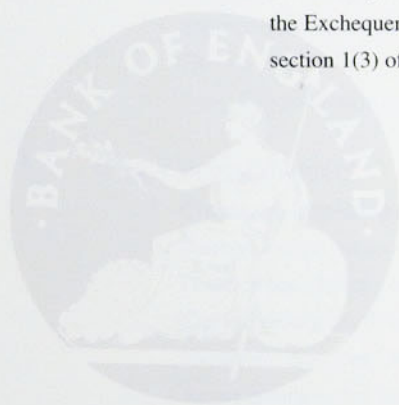 the Exchequer
section 1(3) of
· BANK OF ENGLAND ·